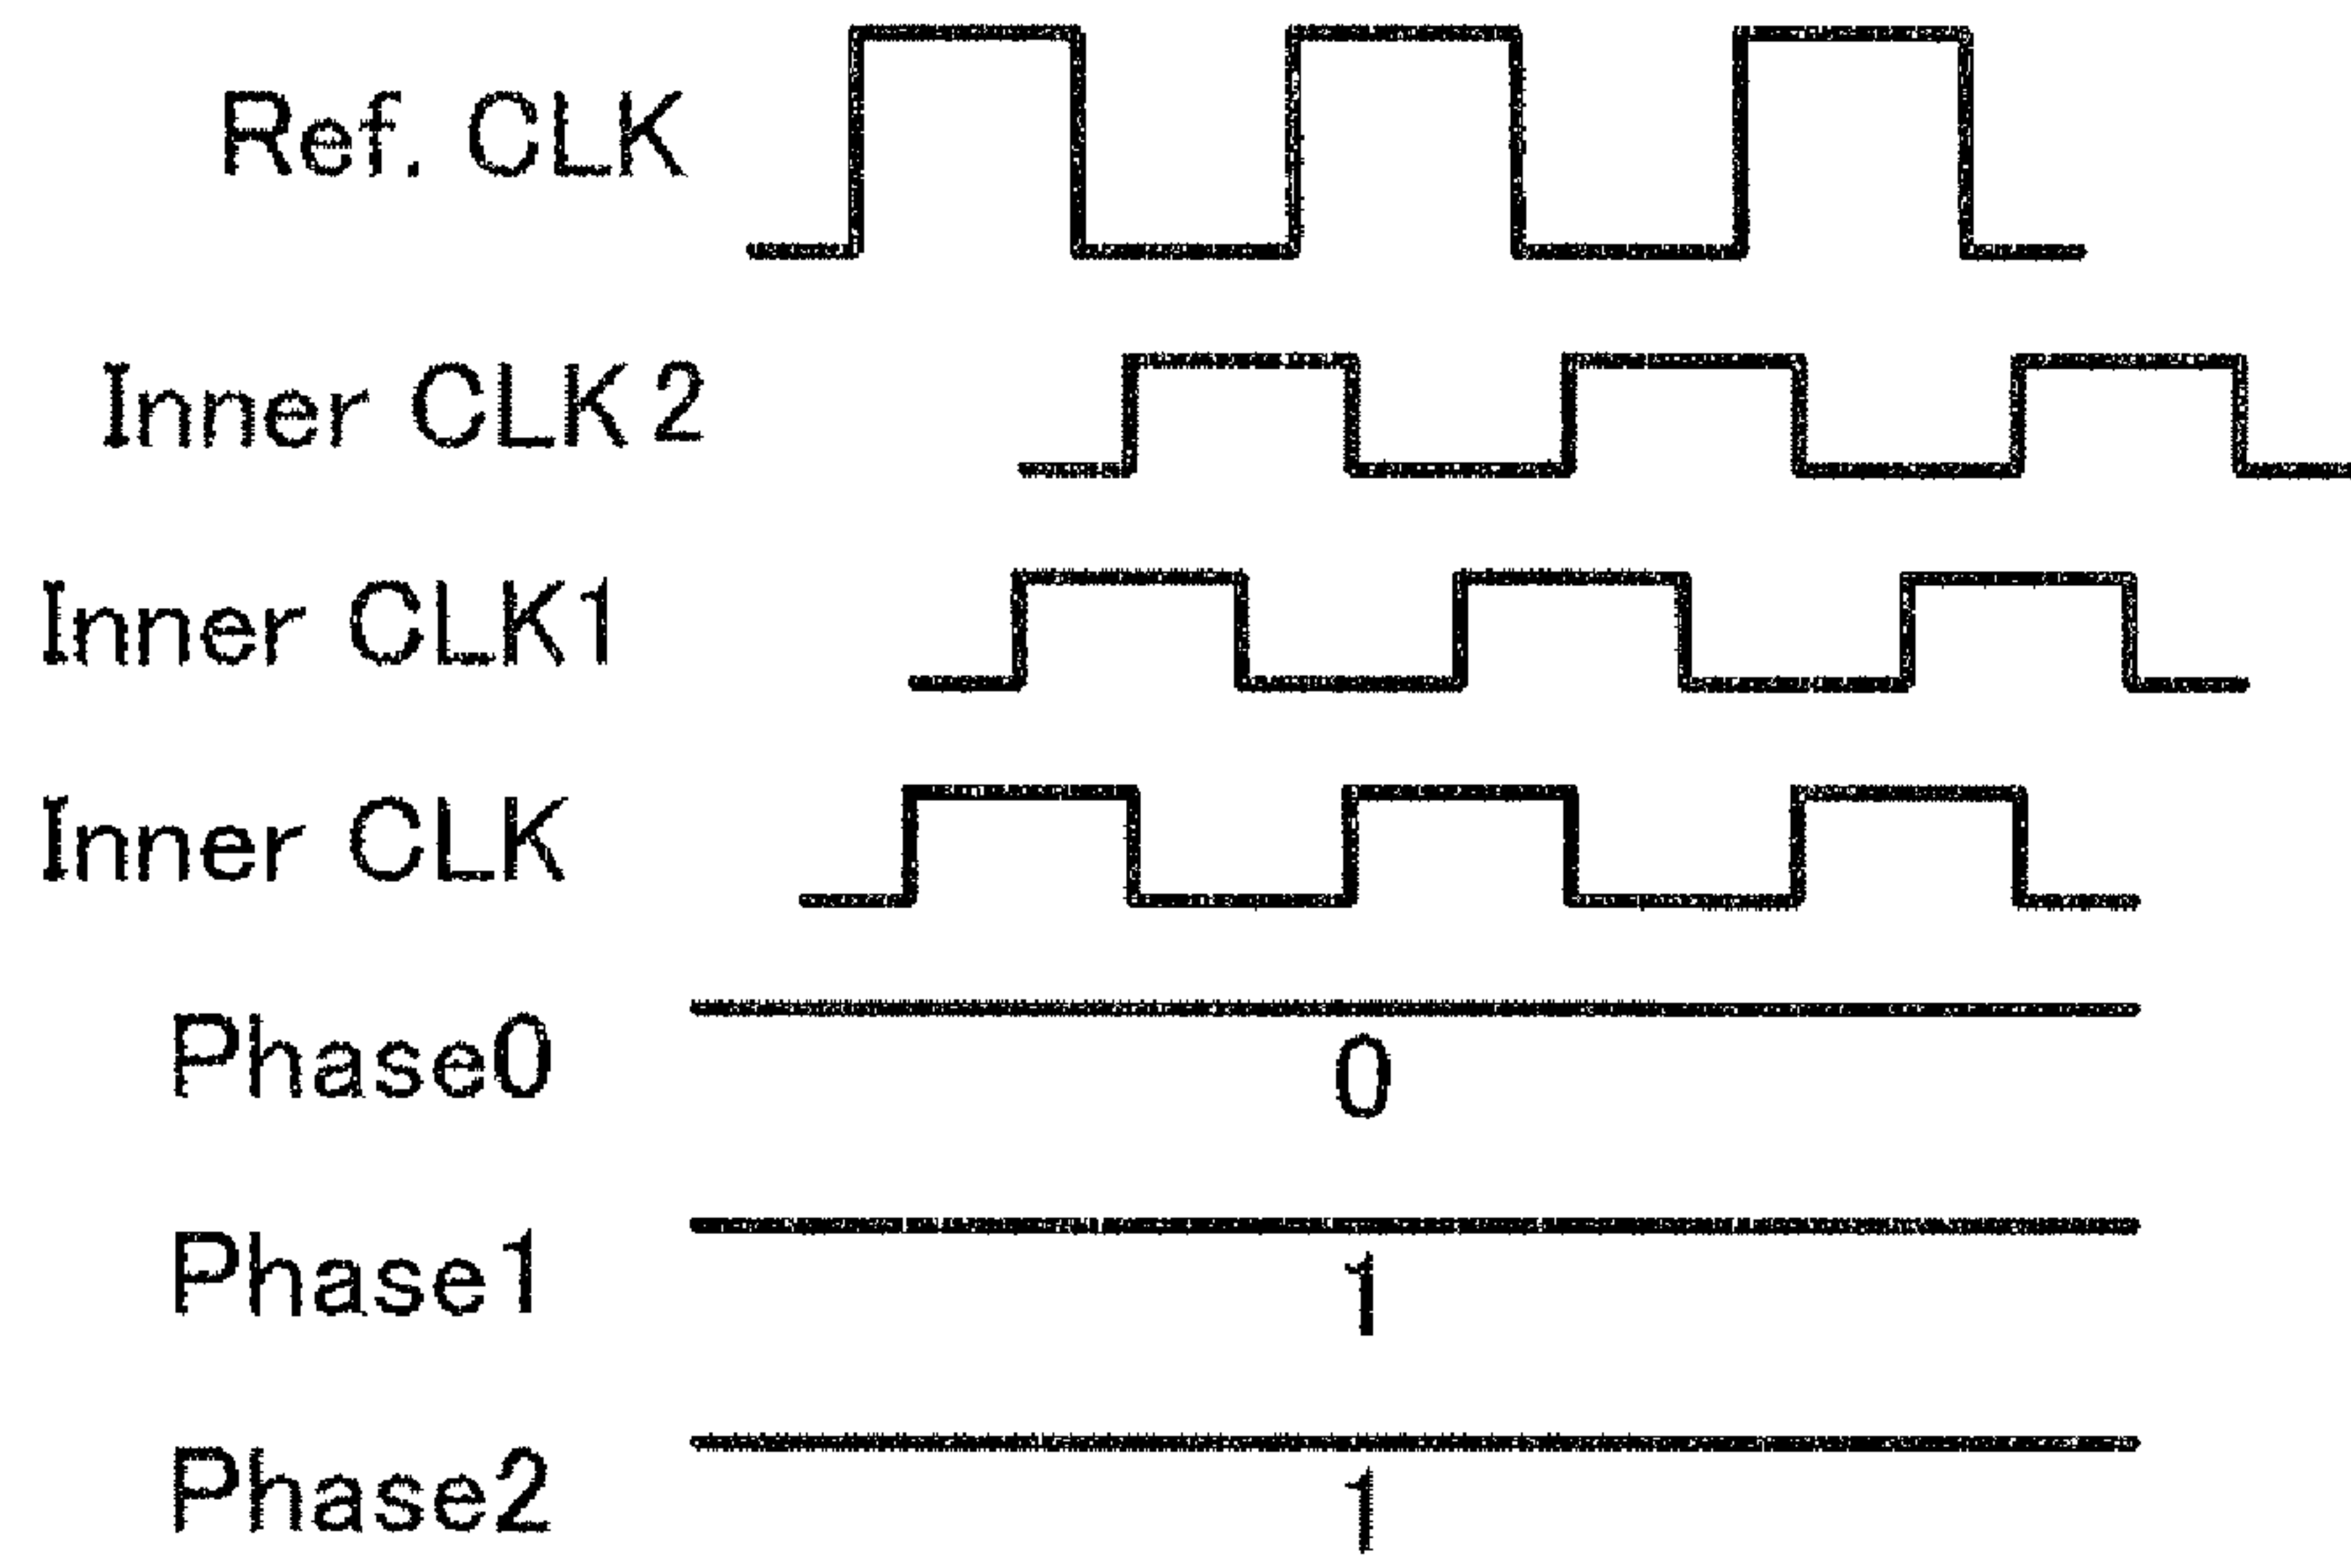 Ref. CLK
Inner CLK 2
Inner CLK1
Inner CLK
Phase0
0
Phase1
1
Phase2
1